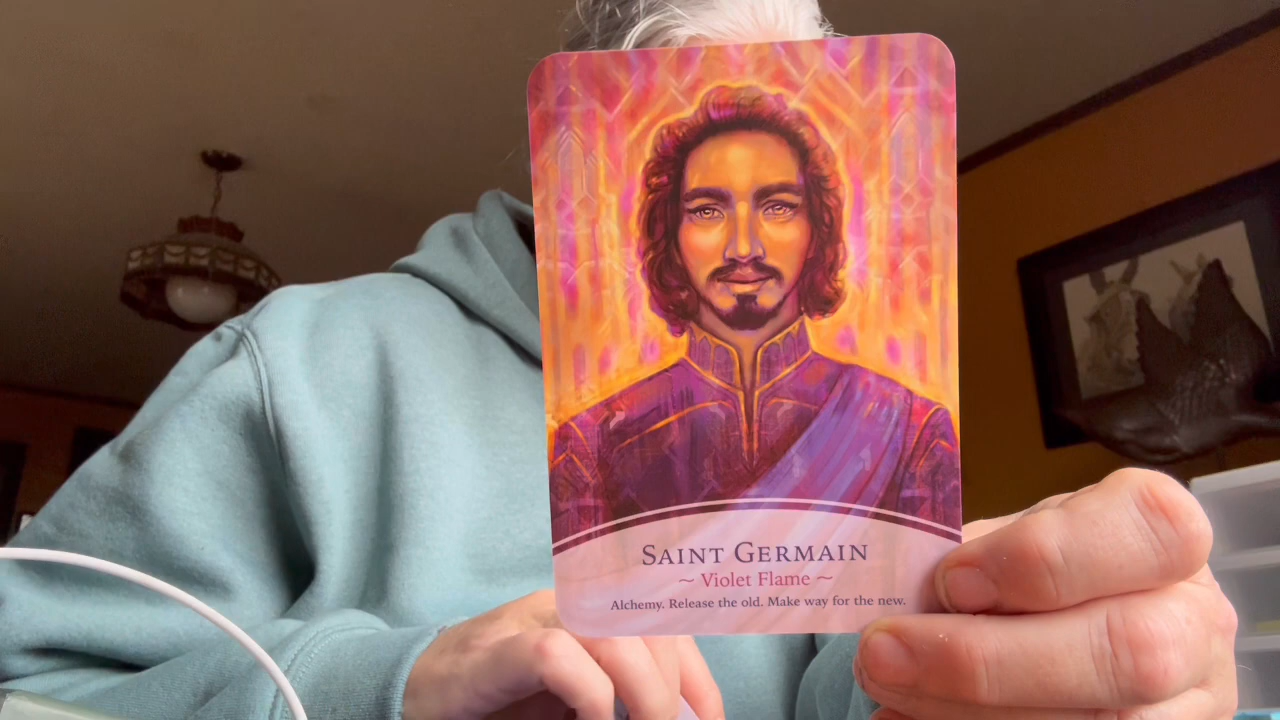 SAINT GERMAIN
~ Violet Flame ~
Alchemy. Release the old. Make way for the new.